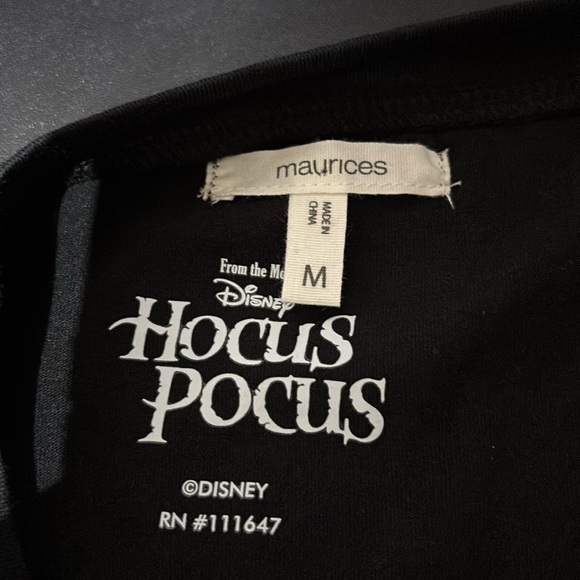 maurices
MADE IN
CHINA
M
From the
Disney
HOCUS
POCUS
©DISNEY
RN #111647